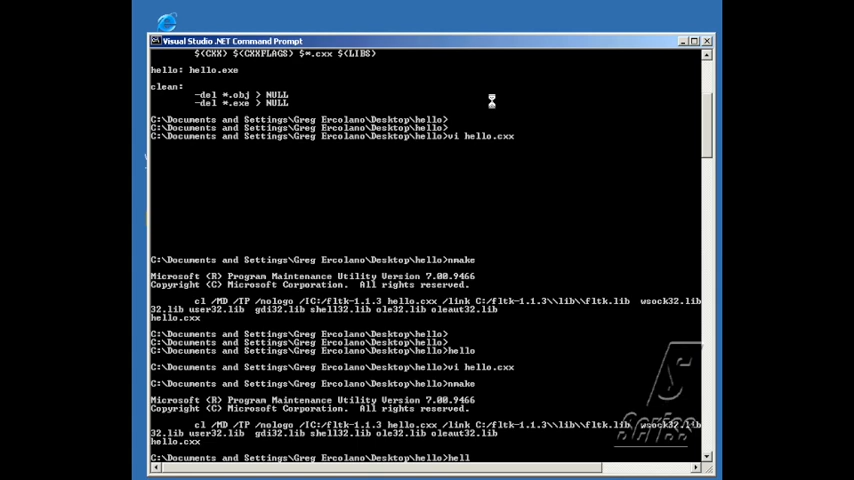 Visual Studio .NET Command Prompt
$(CXX) $(CXXFLAGS) $*.cxx $(LIBS)
hello: hello.exe
clean:
-del *.obj > NULL
-del *.exe > NULL
C:\Documents and Settings\Greg Ercolano\Desktop\hello>
C:\Documents and Settings\Greg Ercolano\Desktop\hello>
C:\Documents and Settings\Greg Ercolano\Desktop\hello>vi hello.cxx
C:\Documents and Settings\Greg Ercolano\Desktop\hello>nmake
Microsoft (R) Program Maintenance Utility Version 7.00.9466
Copyright (C) Microsoft Corporation.  All rights reserved.
cl /MD /TP /nologo /IC:/fltk-1.1.3 hello.cxx /link C:/fltk-1.1.3\\lib\\fltk.lib  wsock32.lib
32.lib user32.lib  gdi32.lib shell32.lib ole32.lib oleaut32.lib
hello.cxx
C:\Documents and Settings\Greg Ercolano\Desktop\hello>
C:\Documents and Settings\Greg Ercolano\Desktop\hello>
C:\Documents and Settings\Greg Ercolano\Desktop\hello>hello
C:\Documents and Settings\Greg Ercolano\Desktop\hello>vi hello.cxx
C:\Documents and Settings\Greg Ercolano\Desktop\hello>nmake
Microsoft (R) Program Maintenance Utility Version 7.00.9466
Copyright (C) Microsoft Corporation.  All rights reserved.
cl /MD /TP /nologo /IC:/fltk-1.1.3 hello.cxx /link C:/fltk-1.1.3\\lib\\fltk.lib  wsock32.lib
32.lib user32.lib  gdi32.lib shell32.lib ole32.lib oleaut32.lib
hello.cxx
C:\Documents and Settings\Greg Ercolano\Desktop\hello>hell
S
Seriss